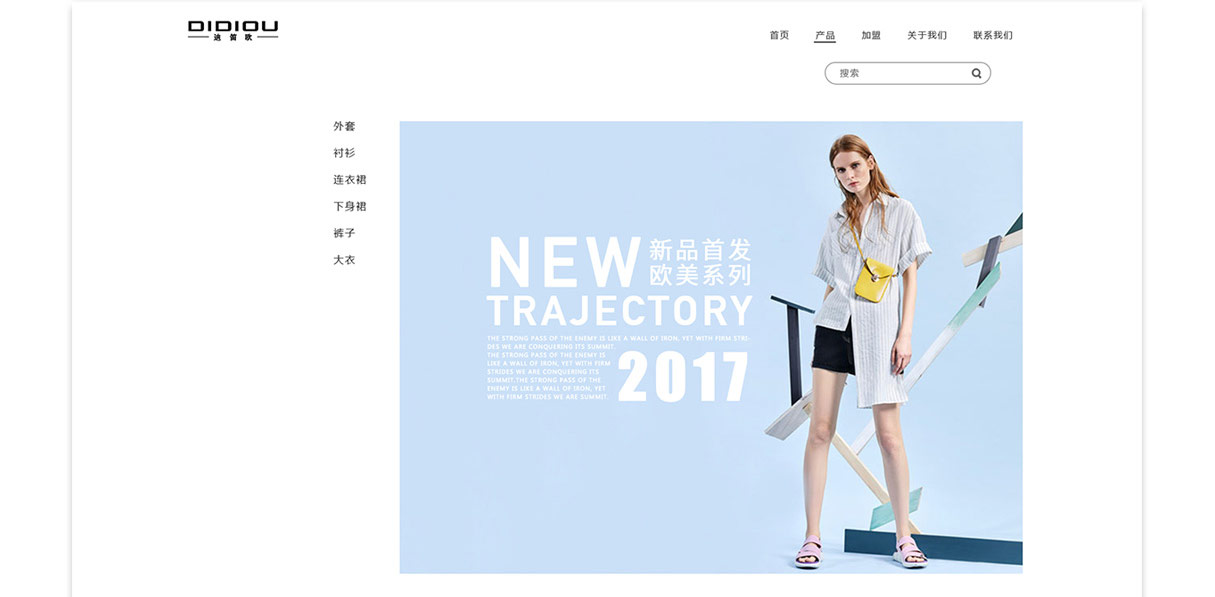 DIDIOU
迪笛欧
首页 产品 加盟 关于我们 联系我们
搜索
外套
衬衫
连衣裙
下身裙
裤子
大衣
NEW 新品首发
欧美系列
TRAJECTORY
THE STRONG PASS OF THE ENEMY IS LIKE A WALL OF IRON, YET WITH FIRM STRI-
DES WE ARE CONQUERING ITS SUMMIT.
THE STRONG PASS OF THE ENEMY IS
LIKE A WALL OF IRON, YET WITH FIRM
STRIDES WE ARE CONQUERING ITS
SUMMIT.THE STRONG PASS OF THE
ENEMY IS LIKE A WALL OF IRON, YET
WITH FIRM STRIDES WE ARE SUMMIT.
2017